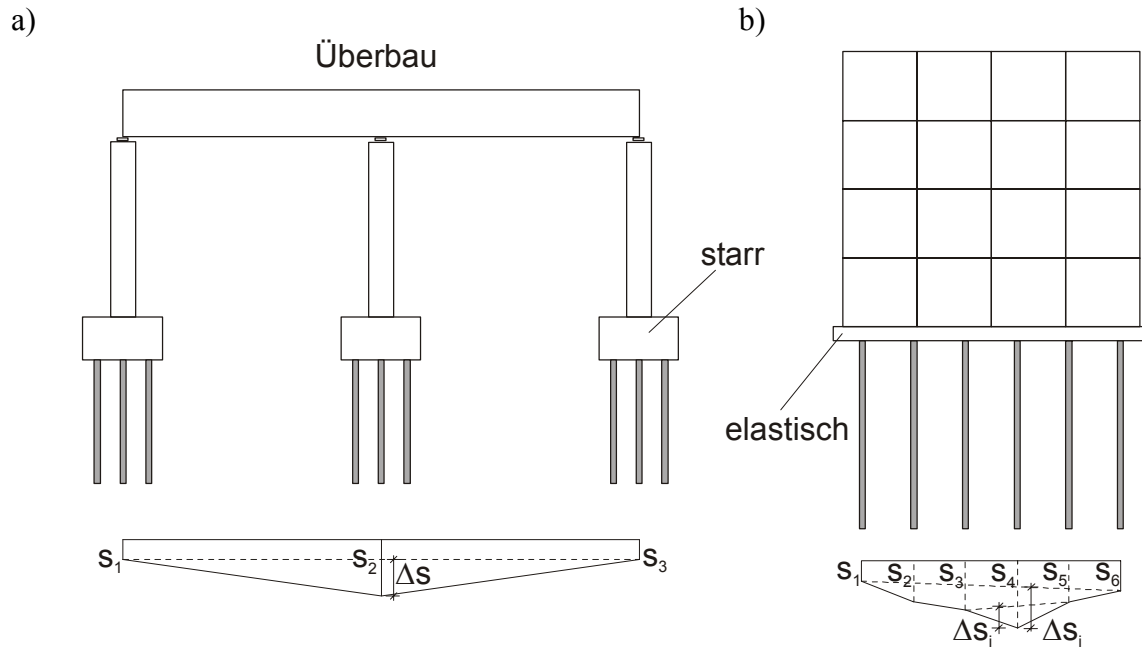 a)
Überbau
starr
s₁
s₂
Δs
s₃
b)
elastisch
s₁
s₂
s₃
s₄
s₅
s₆
Δsᵢ
Δsᵢ